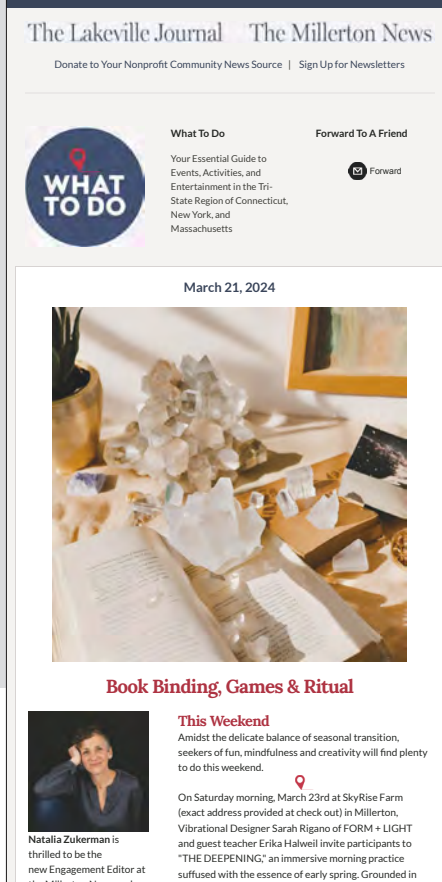 The Lakeville Journal The Millerton News
Donate to Your Nonprofit Community News Source | Sign Up for Newsletters
WHAT
TO DO
What To Do
Your Essential Guide to
Events, Activities, and
Entertainment in the Tri-
State Region of Connecticut,
New York, and
Massachusetts
Forward To A Friend
Forward
March 21, 2024
Book Binding, Games & Ritual
Natalia Zukerman is
thrilled to be the
new Engagement Editor at
This Weekend
Amidst the delicate balance of seasonal transition,
seekers of fun, mindfulness and creativity will find plenty
to do this weekend.
On Saturday morning, March 23rd at SkyRise Farm
(exact address provided at check out) in Millerton,
Vibrational Designer Sarah Rigano of FORM + LIGHT
and guest teacher Erika Halweil invite participants to
"THE DEEPENING," an immersive morning practice
suffused with the essence of early spring. Grounded in